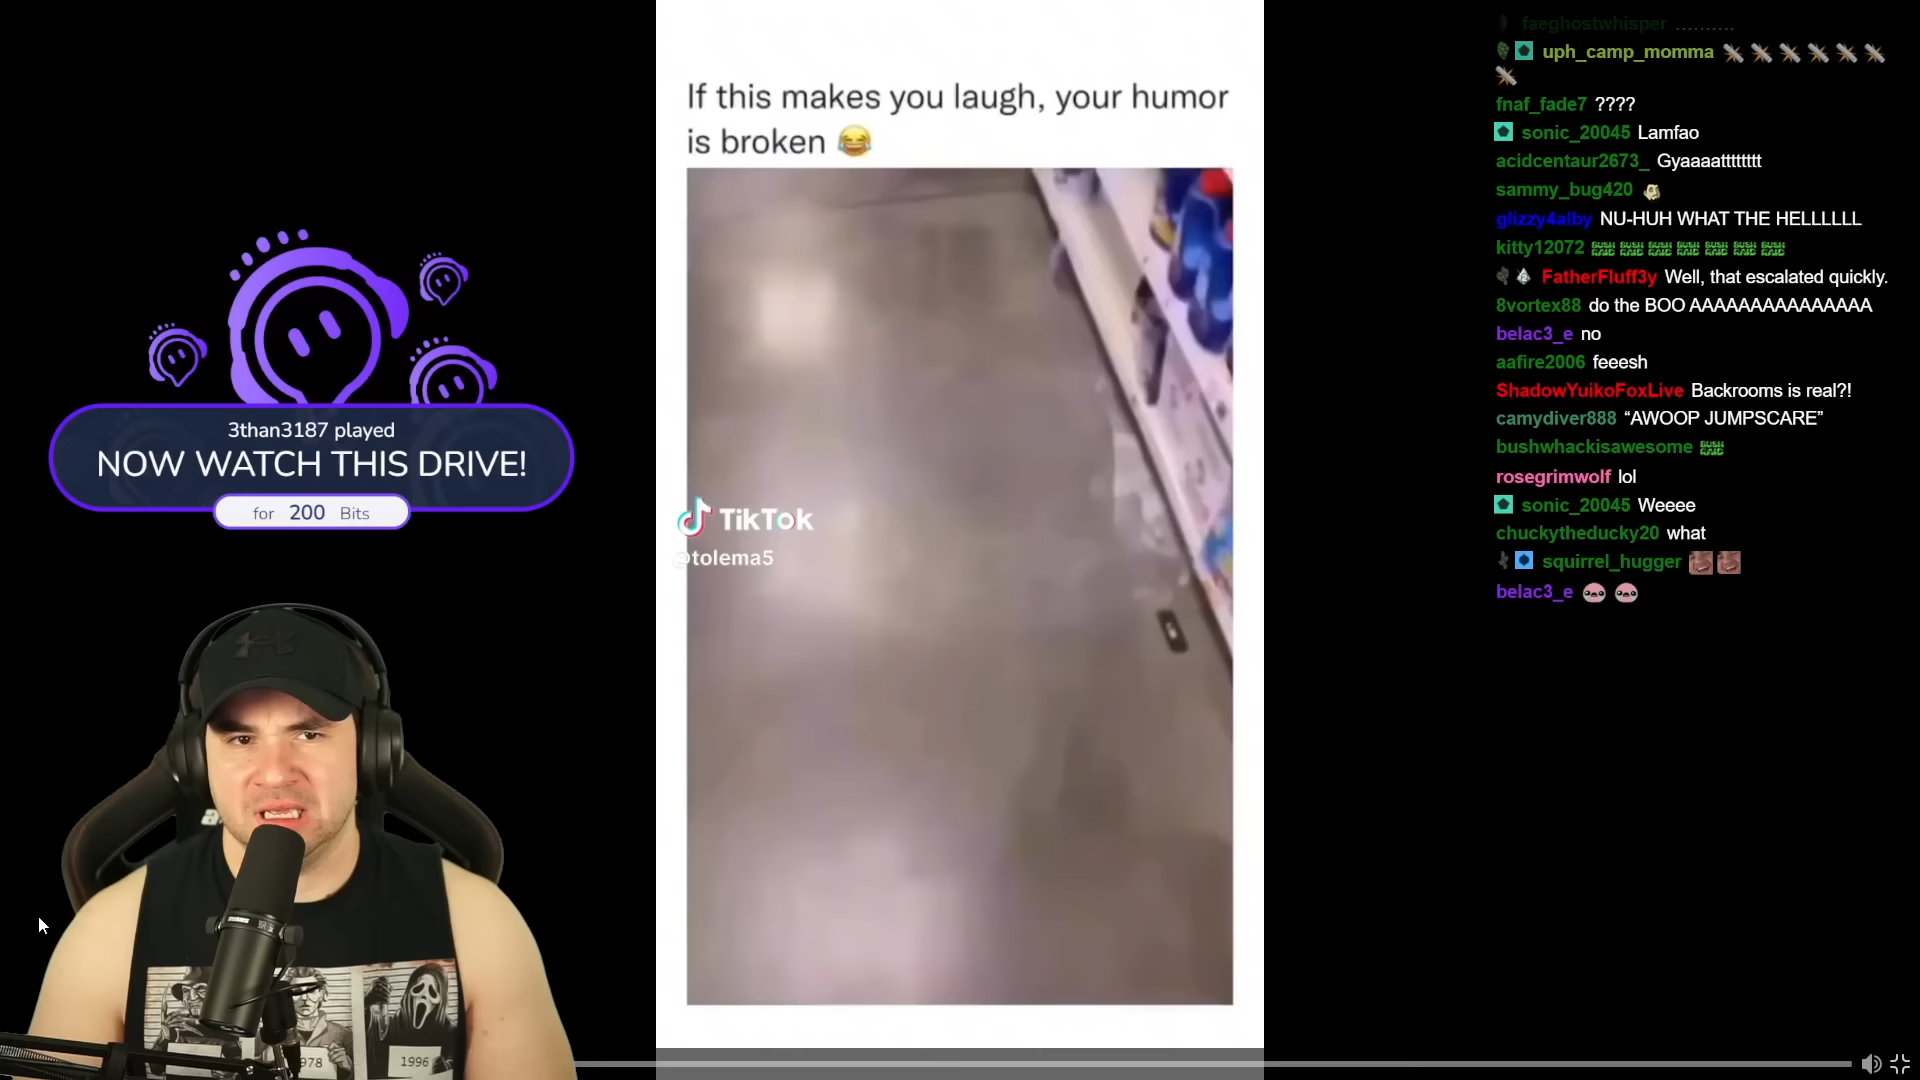 If this makes you laugh, your humor
is broken
TikTok
@tolema5
3than3187 played
NOW WATCH THIS DRIVE!
for 200 Bits
1996
faeghostwhisper ..........
uph_camp_momma
fnaf_fade7 ????
sonic_20045 Lamfao
acidcentaur2673_ Gyaaaatttttttt
sammy_bug420
glizzy4alby NU-HUH WHAT THE HELLLLLL
kitty12072
FatherFluff3y Well, that escalated quickly.
8vortex88 do the BOO AAAAAAAAAAAAAAA
belac3_e no
aafire2006 feeesh
ShadowYuikoFoxLive Backrooms is real?!
camydiver888 “AWOOP JUMPSCARE”
bushwhackisawesome
rosegrimwolf lol
sonic_20045 Weeee
chuckytheducky20 what
squirrel_hugger
belac3_e